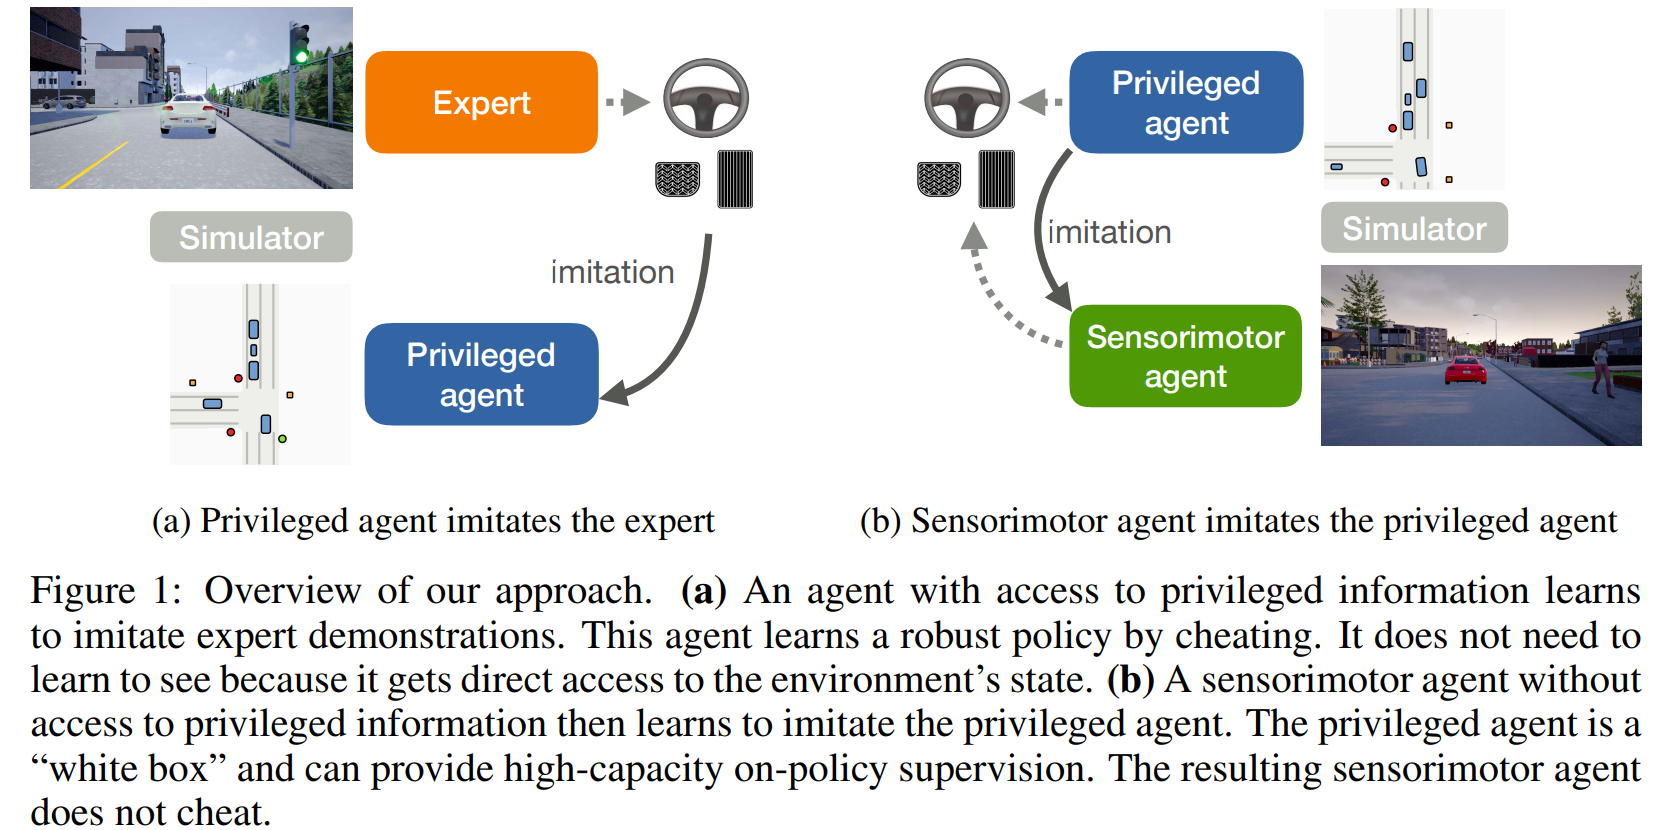 Expert
Privileged
agent
Simulator
imitation
Simulator
imitation
Privileged
agent
Sensorimotor
agent
(a) Privileged agent imitates the expert
(b) Sensorimotor agent imitates the privileged agent
Figure 1: Overview of our approach. (a) An agent with access to privileged information learns
to imitate expert demonstrations. This agent learns a robust policy by cheating. It does not need to
learn to see because it gets direct access to the environment’s state. (b) A sensorimotor agent without
access to privileged information then learns to imitate the privileged agent. The privileged agent is a
“white box” and can provide high-capacity on-policy supervision. The resulting sensorimotor agent
does not cheat.